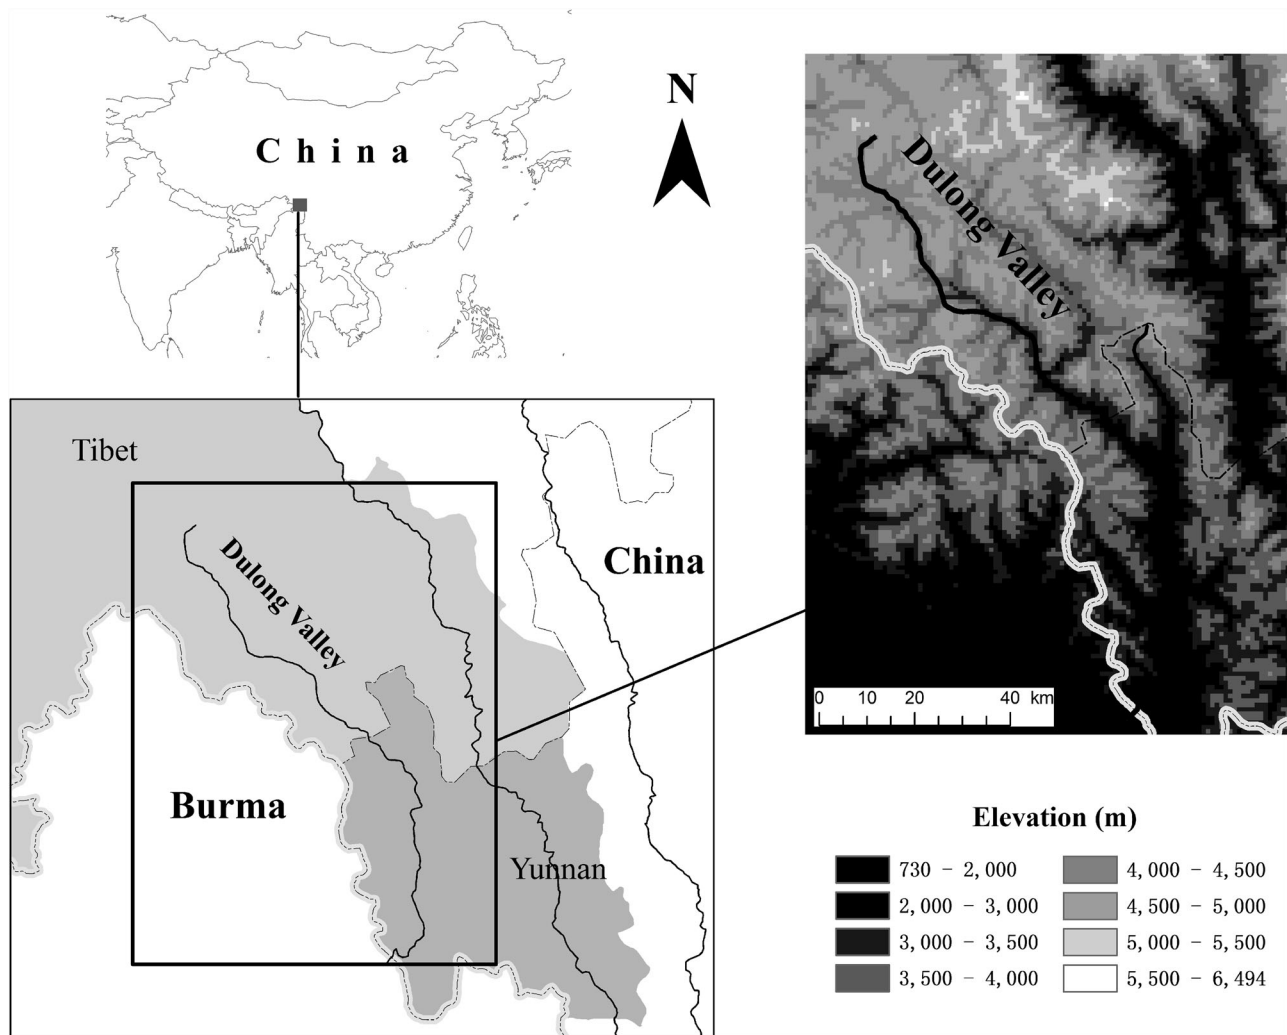 China
N
Dulong Valley
Tibet
Dulong Valley
China
Burma
Yunnan
0 10 20 40 km
Elevation (m)
730 - 2,000
2,000 - 3,000
3,000 - 3,500
3,500 - 4,000
4,000 - 4,500
4,500 - 5,000
5,000 - 5,500
5,500 - 6,494